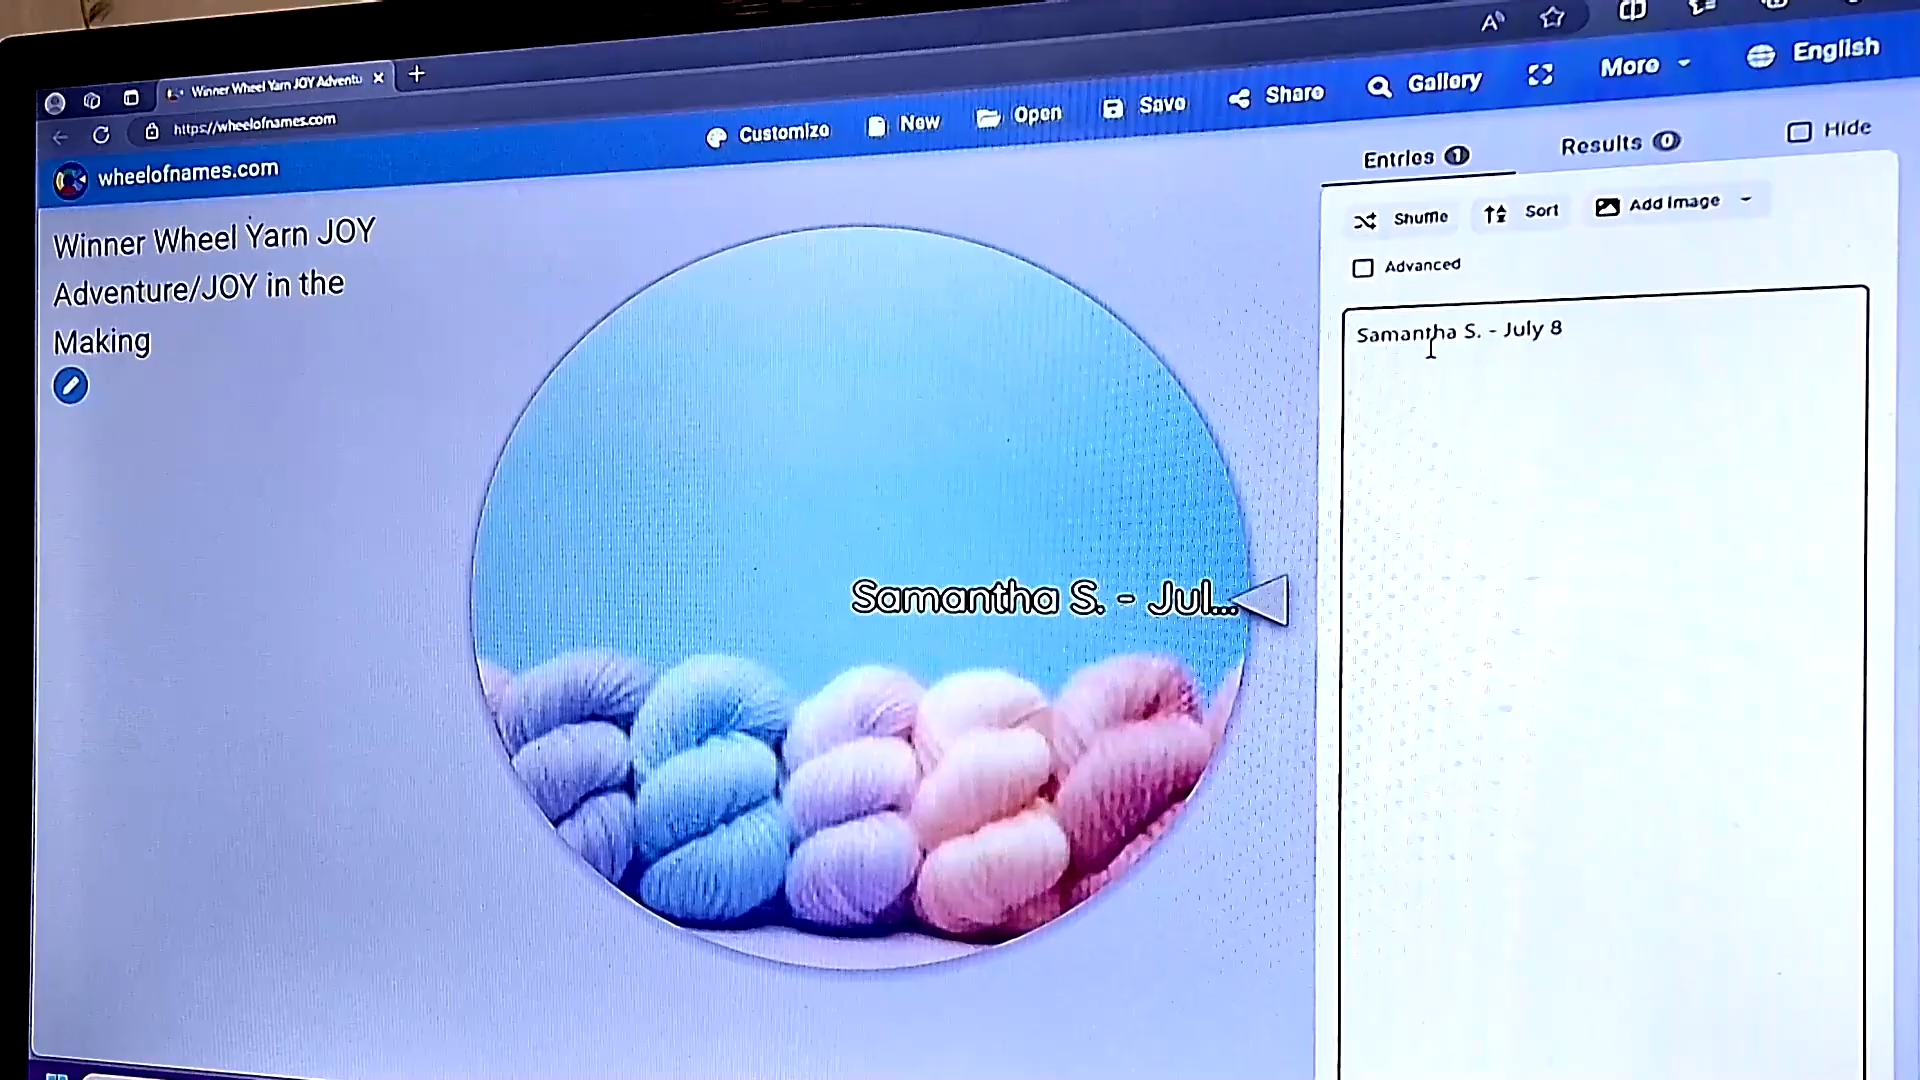 Winner Wheel Yarn JOY Adventu
https://wheelofnames.com
wheelofnames.com
Customize
New
Open
Save
Share
Gallery
More
English
Winner Wheel Yarn JOY
Adventure/JOY in the
Making
Entries 1
Results 0
Hide
Shuffle
Sort
Add Image
Advanced
Samantha S. - July 8
Samantha S. - Jul...